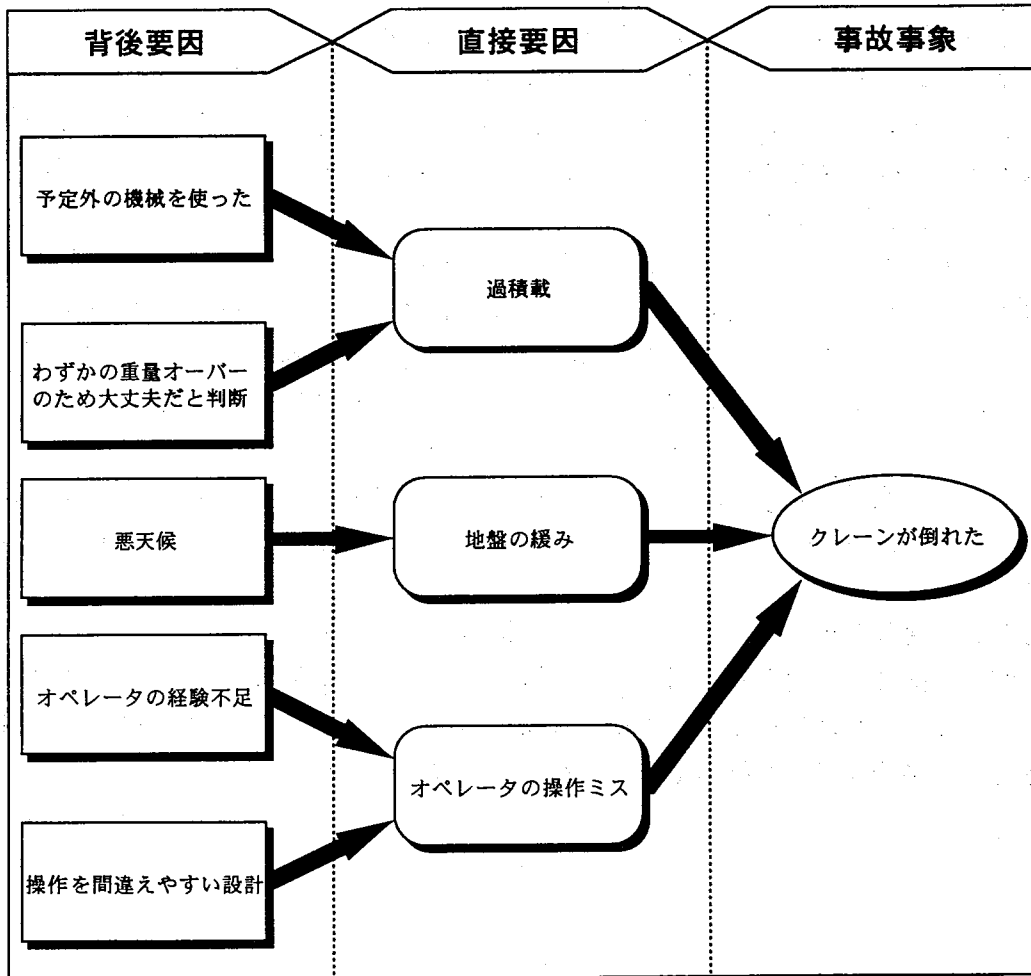 背後要因
直接要因
事故事象
予定外の機械を使った
過積載
わずかの重量オーバー
のため大丈夫だと判断
悪天候
地盤の緩み
クレーンが倒れた
オペレータの経験不足
オペレータの操作ミス
操作を間違えやすい設計